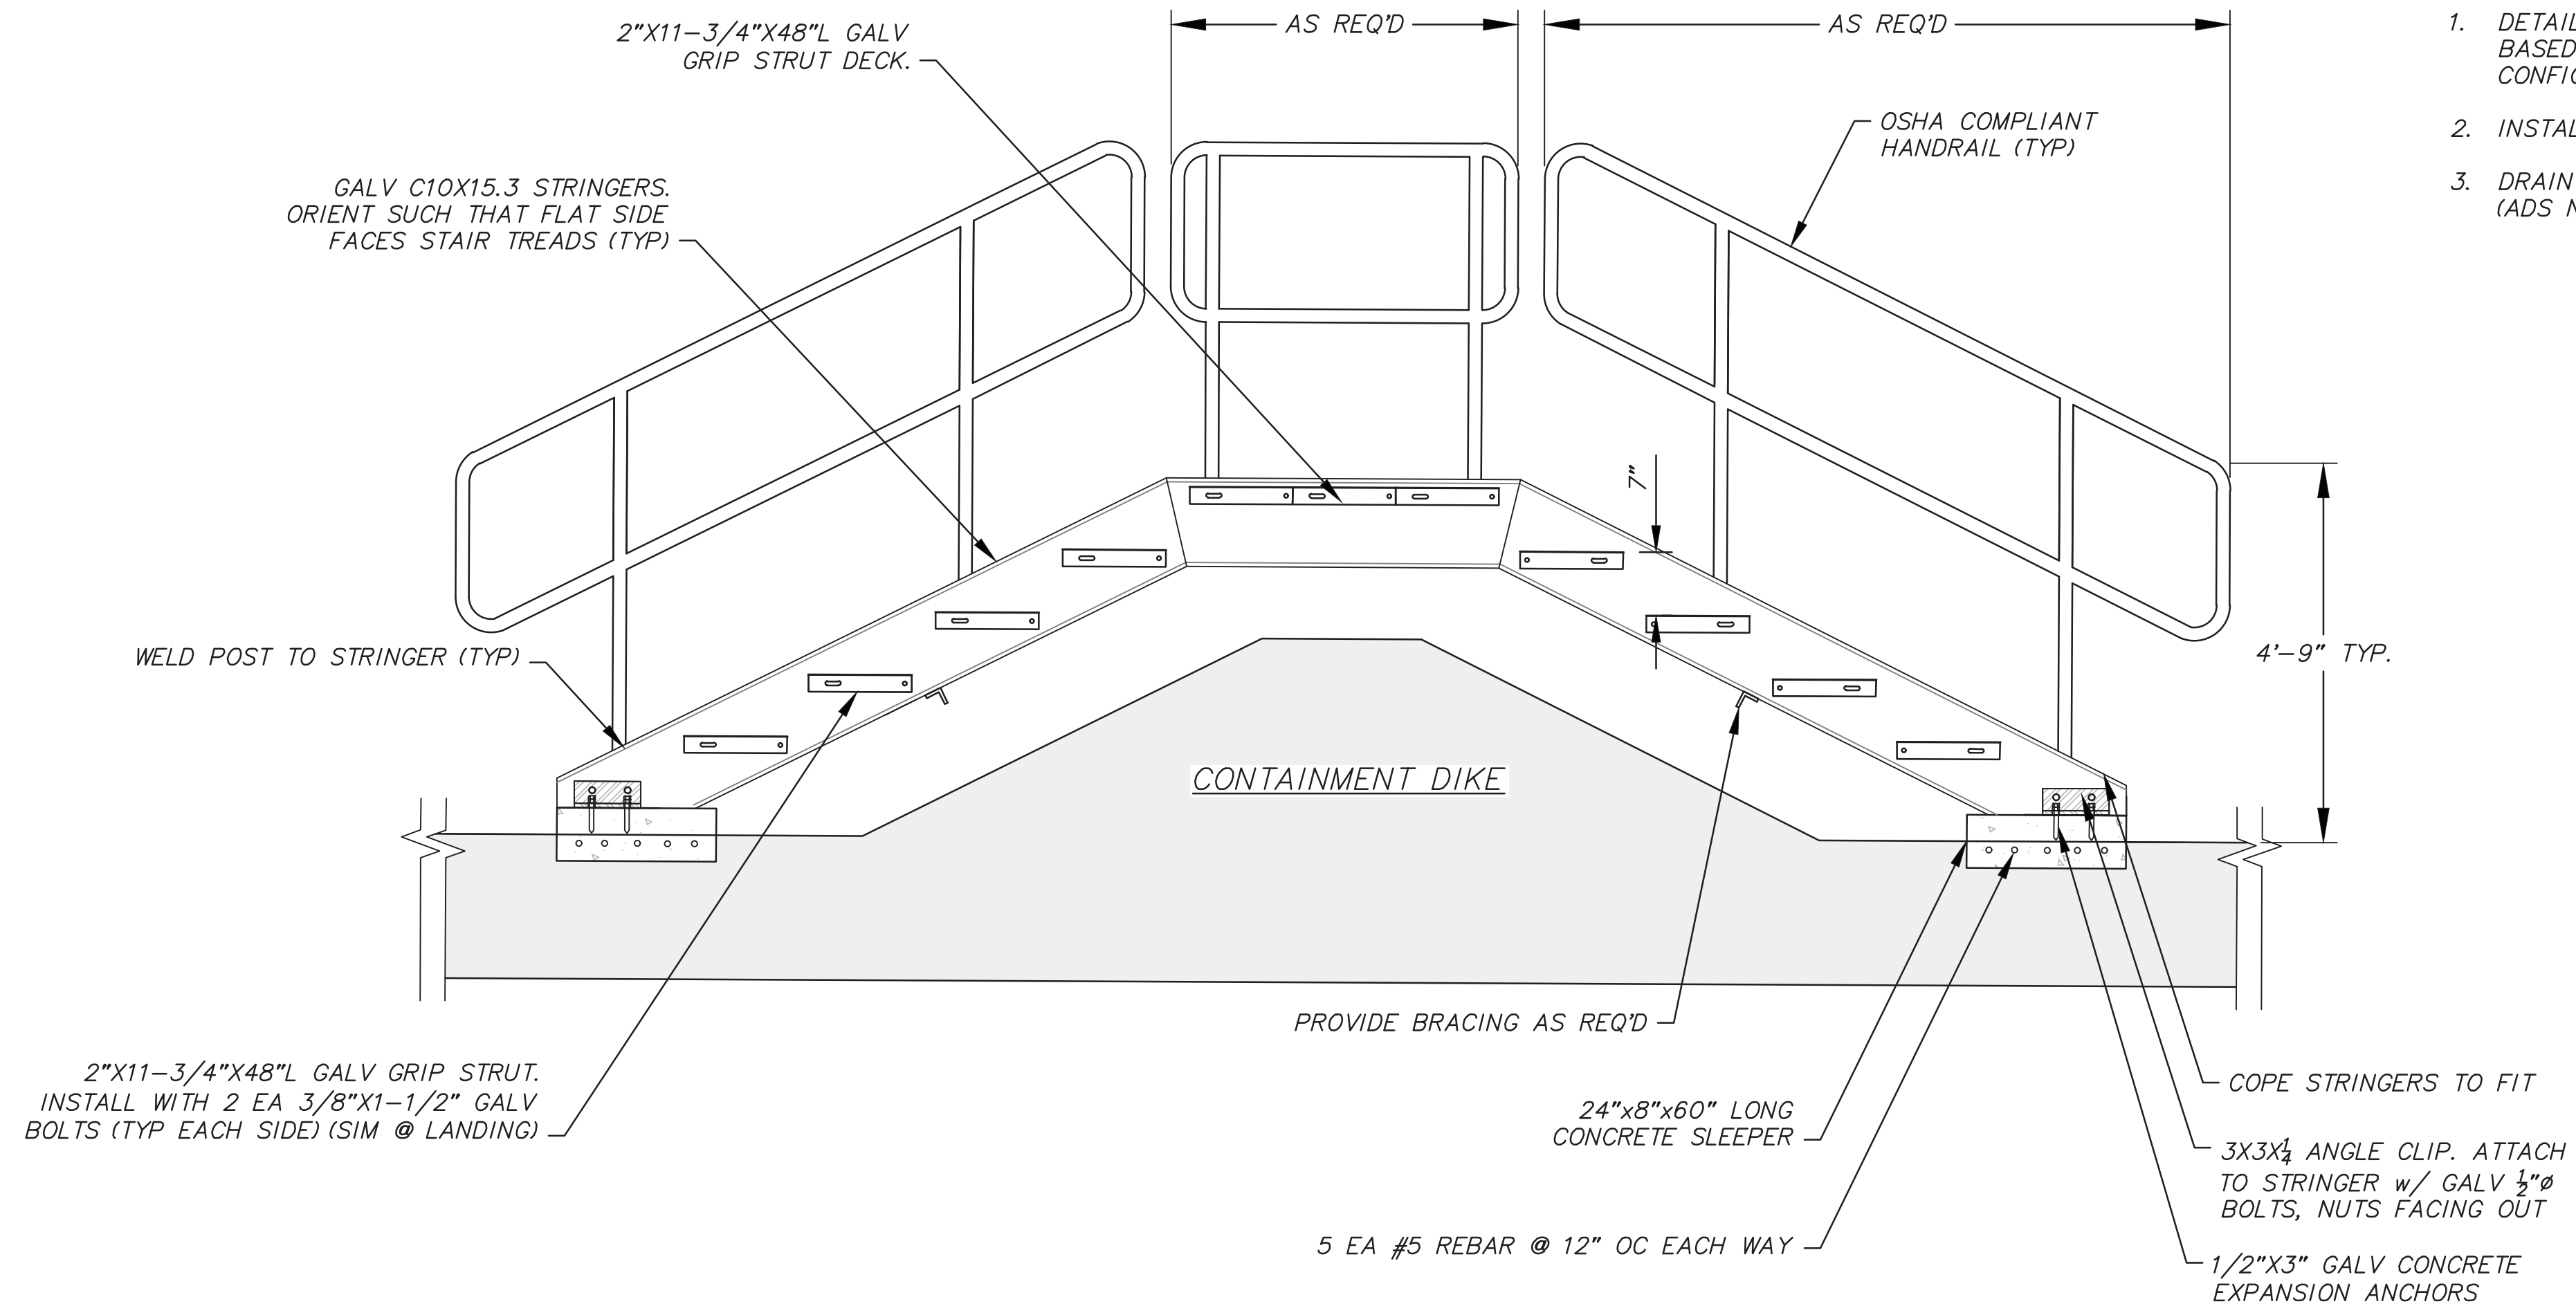 2"X11-3/4"X48"L GALV
GRIP STRUT DECK.
AS REQ'D
AS REQ'D
1. DETAIL
BASED
2. INSTAL
3. DRAIN
(ADS
OSHA COMPLIANT
HANDRAIL (TYP)
GALV C10X15.3 STRINGERS.
ORIENT SUCH THAT FLAT SIDE
FACES STAIR TREADS (TYP)
7"
WELD POST TO STRINGER (TYP)
4'-9" TYP.
CONTAINMENT DIKE
PROVIDE BRACING AS REQ'D
2"X11-3/4"X48"L GALV GRIP STRUT.
INSTALL WITH 2 EA 3/8"X1-1/2" GALV
BOLTS (TYP EACH SIDE) (SIM @ LANDING)
24"x8"x60" LONG
CONCRETE SLEEPER
5 EA #5 REBAR @ 12" OC EACH WAY
COPE STRINGERS TO FIT
3X3X1/4 ANGLE CLIP. ATTACH
TO STRINGER w/ GALV 1/2"ø
BOLTS, NUTS FACING OUT
1/2"X3" GALV CONCRETE
EXPANSION ANCHORS